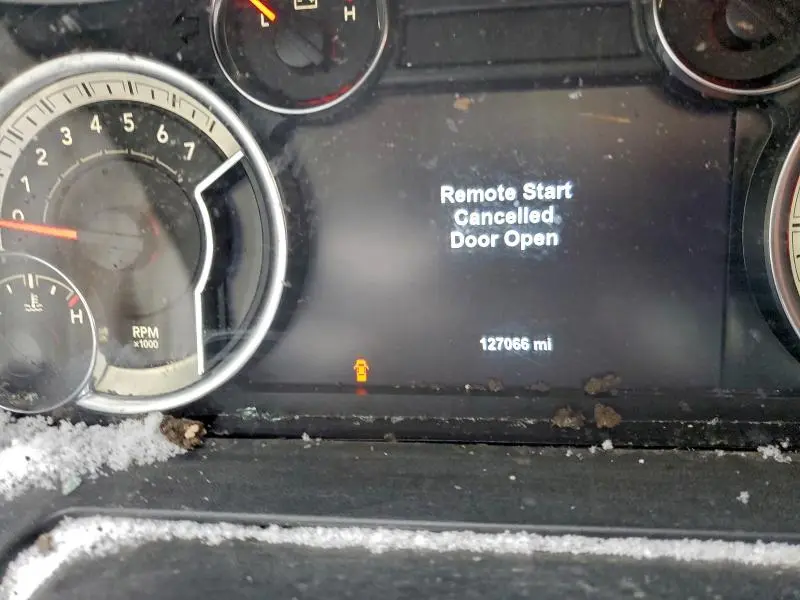 L H
1 2 3 4 5 6 7
H
RPM
x1000
Remote Start
Cancelled
Door Open
127066 mi